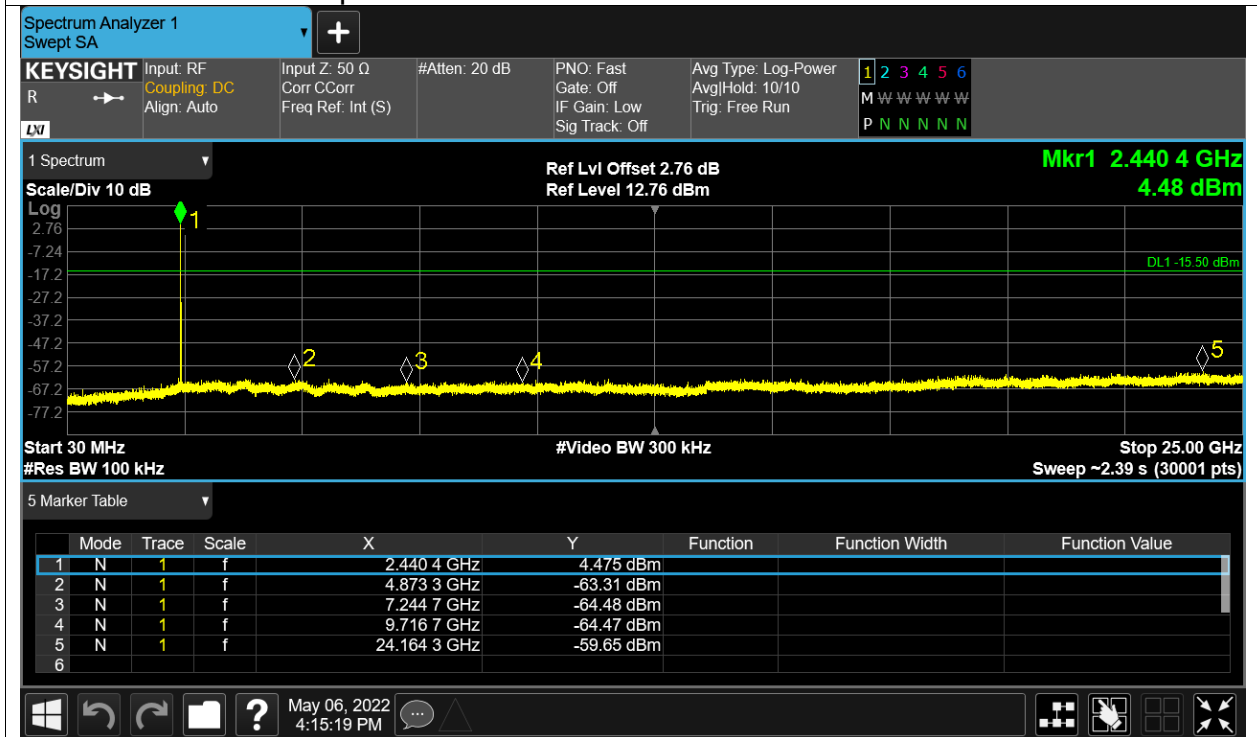 Spectrum Analyzer 1
Swept SA
KEYSIGHT Input: RF Input Z: 50 Ω #Atten: 20 dB PNO: Fast Avg Type: Log-Power 1 2 3 4 5 6
R Coupling: DC Corr CCorr Gate: Off Avg|Hold: 10/10 M W W W W W
Align: Auto Freq Ref: Int (S) IF Gain: Low Trig: Free Run P N N N N N
LXI Sig Track: Off
1 Spectrum Ref Lvl Offset 2.76 dB Mkr1 2.440 4 GHz
Scale/Div 10 dB Ref Level 12.76 dBm 4.48 dBm
Log
1
2.76
-7.24
DL1 -15.50 dBm
-17.2
-27.2
-37.2
-47.2
2 3 4 5
-57.2
-67.2
-77.2
Start 30 MHz #Video BW 300 kHz Stop 25.00 GHz
#Res BW 100 kHz Sweep ~2.39 s (30001 pts)
5 Marker Table
Mode Trace Scale X Y Function Function Width Function Value
1 N 1 f 2.440 4 GHz 4.475 dBm
2 N 1 f 4.873 3 GHz -63.31 dBm
3 N 1 f 7.244 7 GHz -64.48 dBm
4 N 1 f 9.716 7 GHz -64.47 dBm
5 N 1 f 24.164 3 GHz -59.65 dBm
6
? May 06, 2022
4:15:19 PM